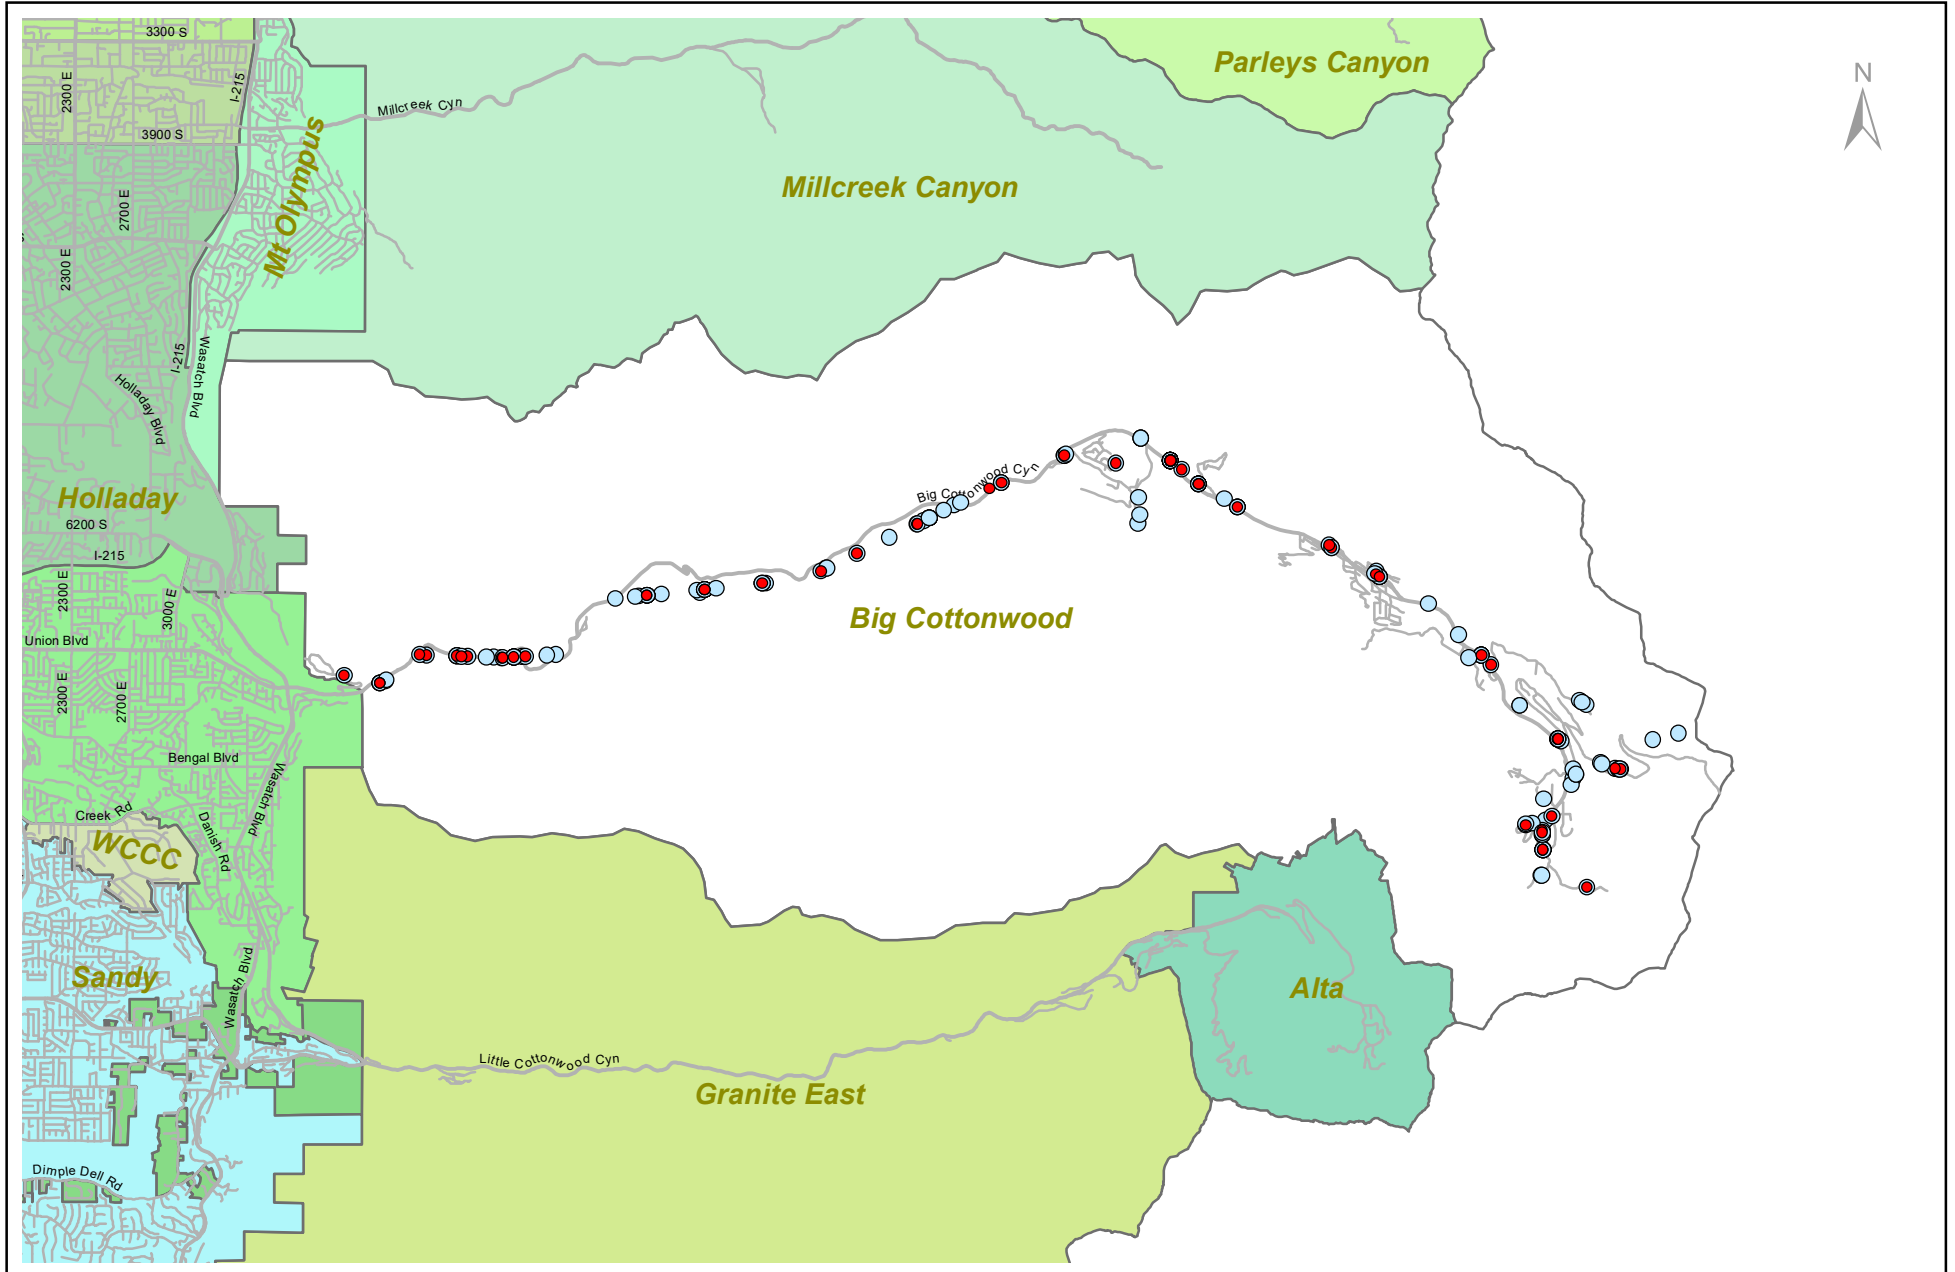 3300 S
Parleys Canyon
N
2300 E
I-215
Millcreek Cyn
3900 S
Mt Olympus
Millcreek Canyon
2700 E
2300 E
I-215
Wasatch Blvd
Holladay Blvd
Big Cottonwood Cyn
Holladay
6200 S
I-215
2300 E
3000 E
Big Cottonwood
Union Blvd
2300 E
2700 E
Bengal Blvd
Wasatch Blvd
Creek Rd
Danish Rd
WCCC
Sandy
Wasatch Blvd
Alta
Little Cottonwood Cyn
Granite East
Dimple Dell Rd